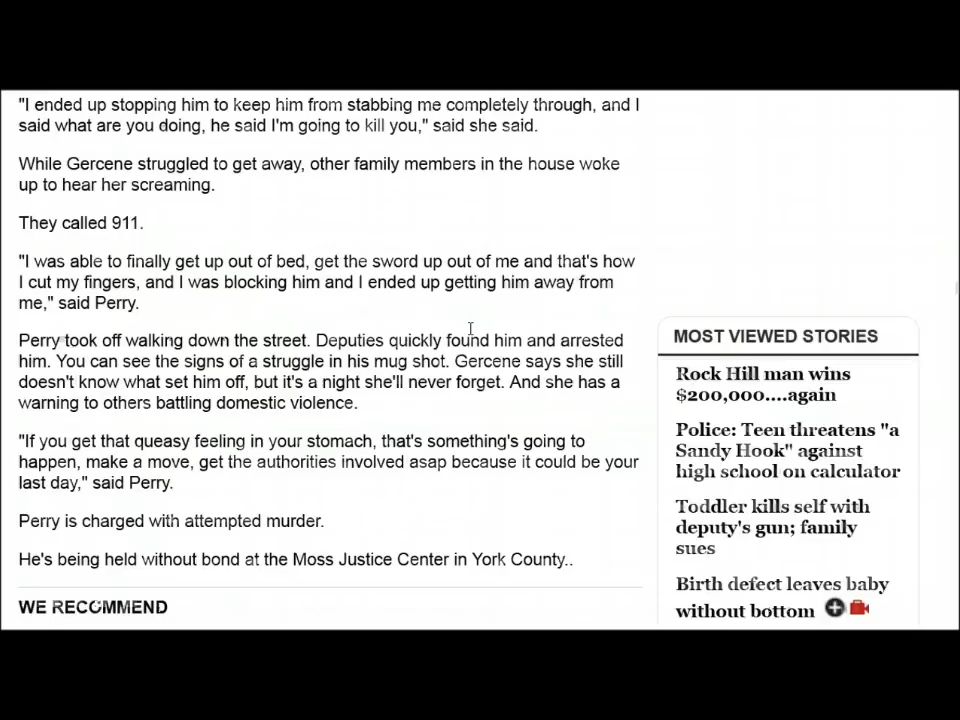 "I ended up stopping him to keep him from stabbing me completely through, and I
said what are you doing, he said I'm going to kill you," said she said.
While Gercene struggled to get away, other family members in the house woke
up to hear her screaming.
They called 911.
"I was able to finally get up out of bed, get the sword up out of me and that's how
I cut my fingers, and I was blocking him and I ended up getting him away from
me," said Perry.
Perry took off walking down the street. Deputies quickly found him and arrested
him. You can see the signs of a struggle in his mug shot. Gercene says she still
doesn't know what set him off, but it's a night she'll never forget. And she has a
warning to others battling domestic violence.
"If you get that queasy feeling in your stomach, that's something's going to
happen, make a move, get the authorities involved asap because it could be your
last day," said Perry.
Perry is charged with attempted murder.
He's being held without bond at the Moss Justice Center in York County..
WE RECOMMEND
MOST VIEWED STORIES
Rock Hill man wins
$200,000....again
Police: Teen threatens "a
Sandy Hook" against
high school on calculator
Toddler kills self with
deputy's gun; family
sues
Birth defect leaves baby
without bottom